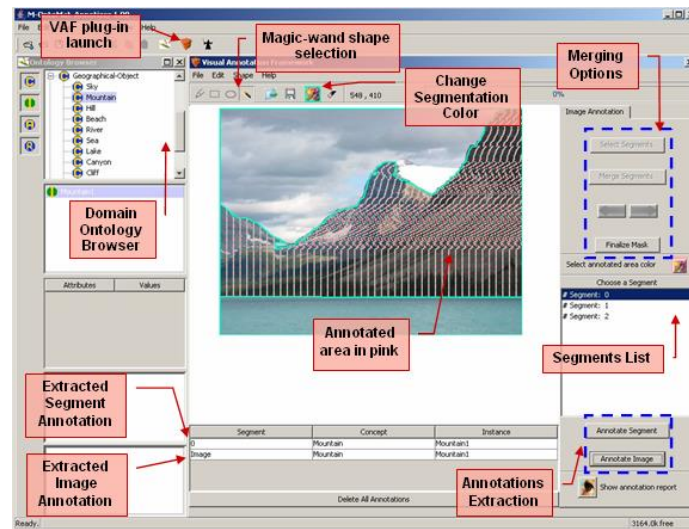 M-OntoMat-Annotizer 1.00
VAF plug-in
launch
Magic-wand shape
selection
Merging
Options
Change
Segmentation
Color
Ontology Browser
Visual Annotation Framework
File Edit Shape Help
548 , 410
0%
Geographical-Object
Sky
Mountain
Hill
Beach
River
Sea
Lake
Canyon
Cliff
Image Annotation
Select Segments
Merge Segments
Finalize Mask
Select annotated area color
Mountain1
Domain
Ontology
Browser
Attributes Values
Choose a Segment
# Segment: 0
# Segment: 1
# Segment: 2
Annotated
area in pink
Segments List
Extracted
Segment
Annotation
Extracted
Image
Annotation
Segment Concept Instance
0 Mountain Mountain1
Image Mountain Mountain1
Annotate Segment
Annotate Image
Annotations
Extraction
Show annotation report
Delete All Annotations
Ready.
3164.0k free